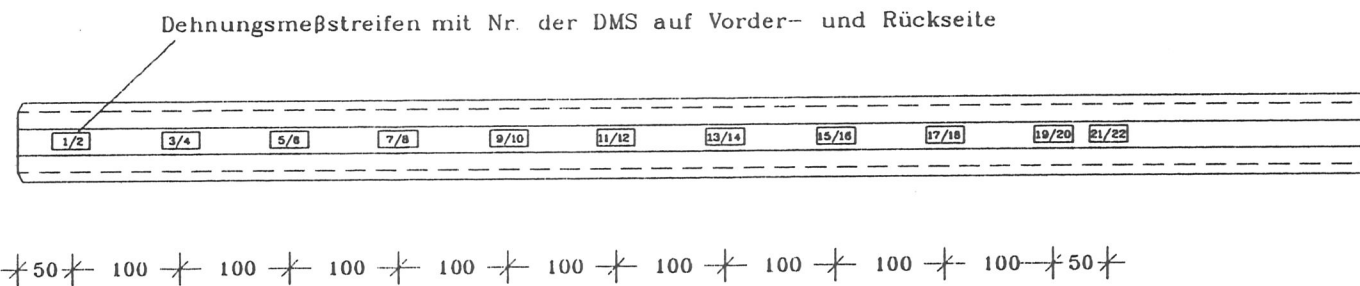 Dehnungsmeßstreifen mit Nr. der DMS auf Vorder- und Rückseite
1/2 3/4 5/6 7/8 9/10 11/12 13/14 15/16 17/18 19/20 21/22
50 100 100 100 100 100 100 100 100 100 50